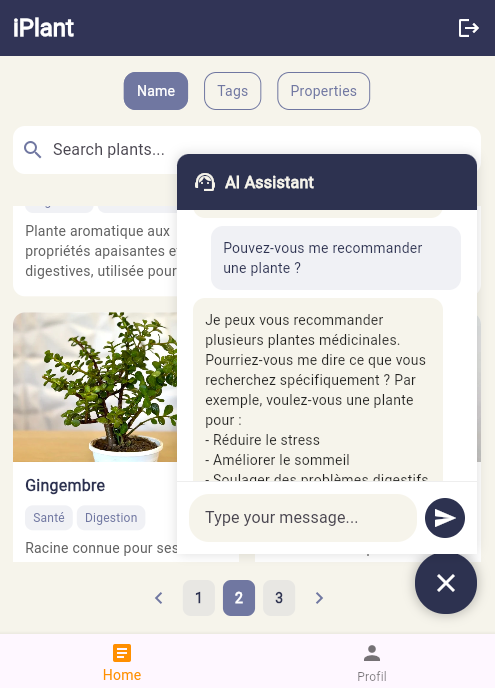 iPlant
Name
Tags
Properties
Search plants...
Plante aromatique aux
propriétés apaisantes
digestives, utilisée pour
Gingembre
Santé
Digestion
Racine connue pour ses
AI Assistant
Pouvez-vous me recommander
une plante ?
Je peux vous recommander
plusieurs plantes médicinales.
Pourriez-vous me dire ce que vous
recherchez spécifiquement ? Par
exemple, voulez-vous une plante
pour :
- Réduire le stress
- Améliorer le sommeil
- Soulager des problèmes digestifs
Type your message...
1
2
3
Home
Profil